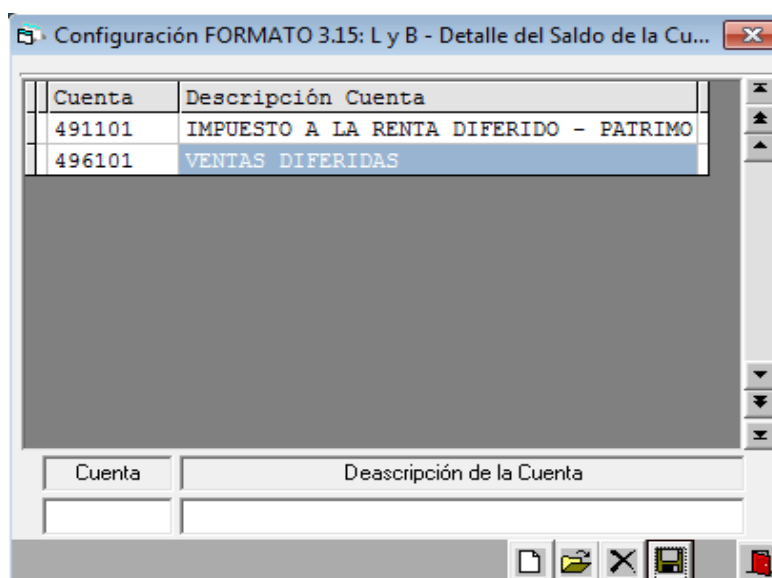 Configuración FORMATO 3.15: L y B - Detalle del Saldo de la Cu...
Cuenta Descripción Cuenta
491101 IMPUESTO A LA RENTA DIFERIDO - PATRIMO
496101 VENTAS DIFERIDAS
Cuenta Deascripción de la Cuenta